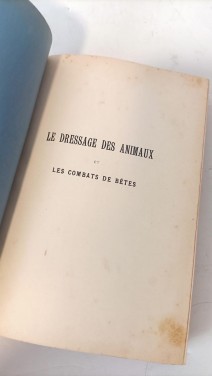 LE DRESSAGE DES ANIMAUX
ET
LES COMBATS DE BÊTES